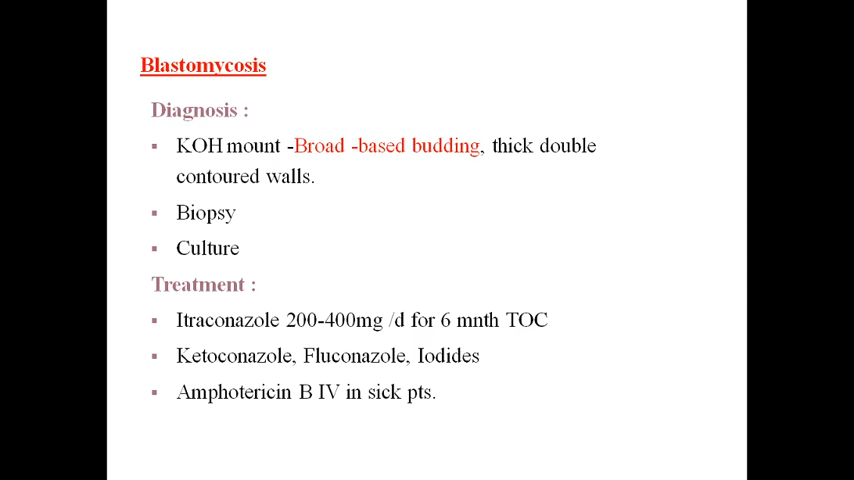 Blastomycosis
Diagnosis :
▪ KOH mount -Broad -based budding, thick double
contoured walls.
▪ Biopsy
▪ Culture
Treatment :
▪ Itraconazole 200-400mg /d for 6 mnth TOC
▪ Ketoconazole, Fluconazole, Iodides
▪ Amphotericin B IV in sick pts.